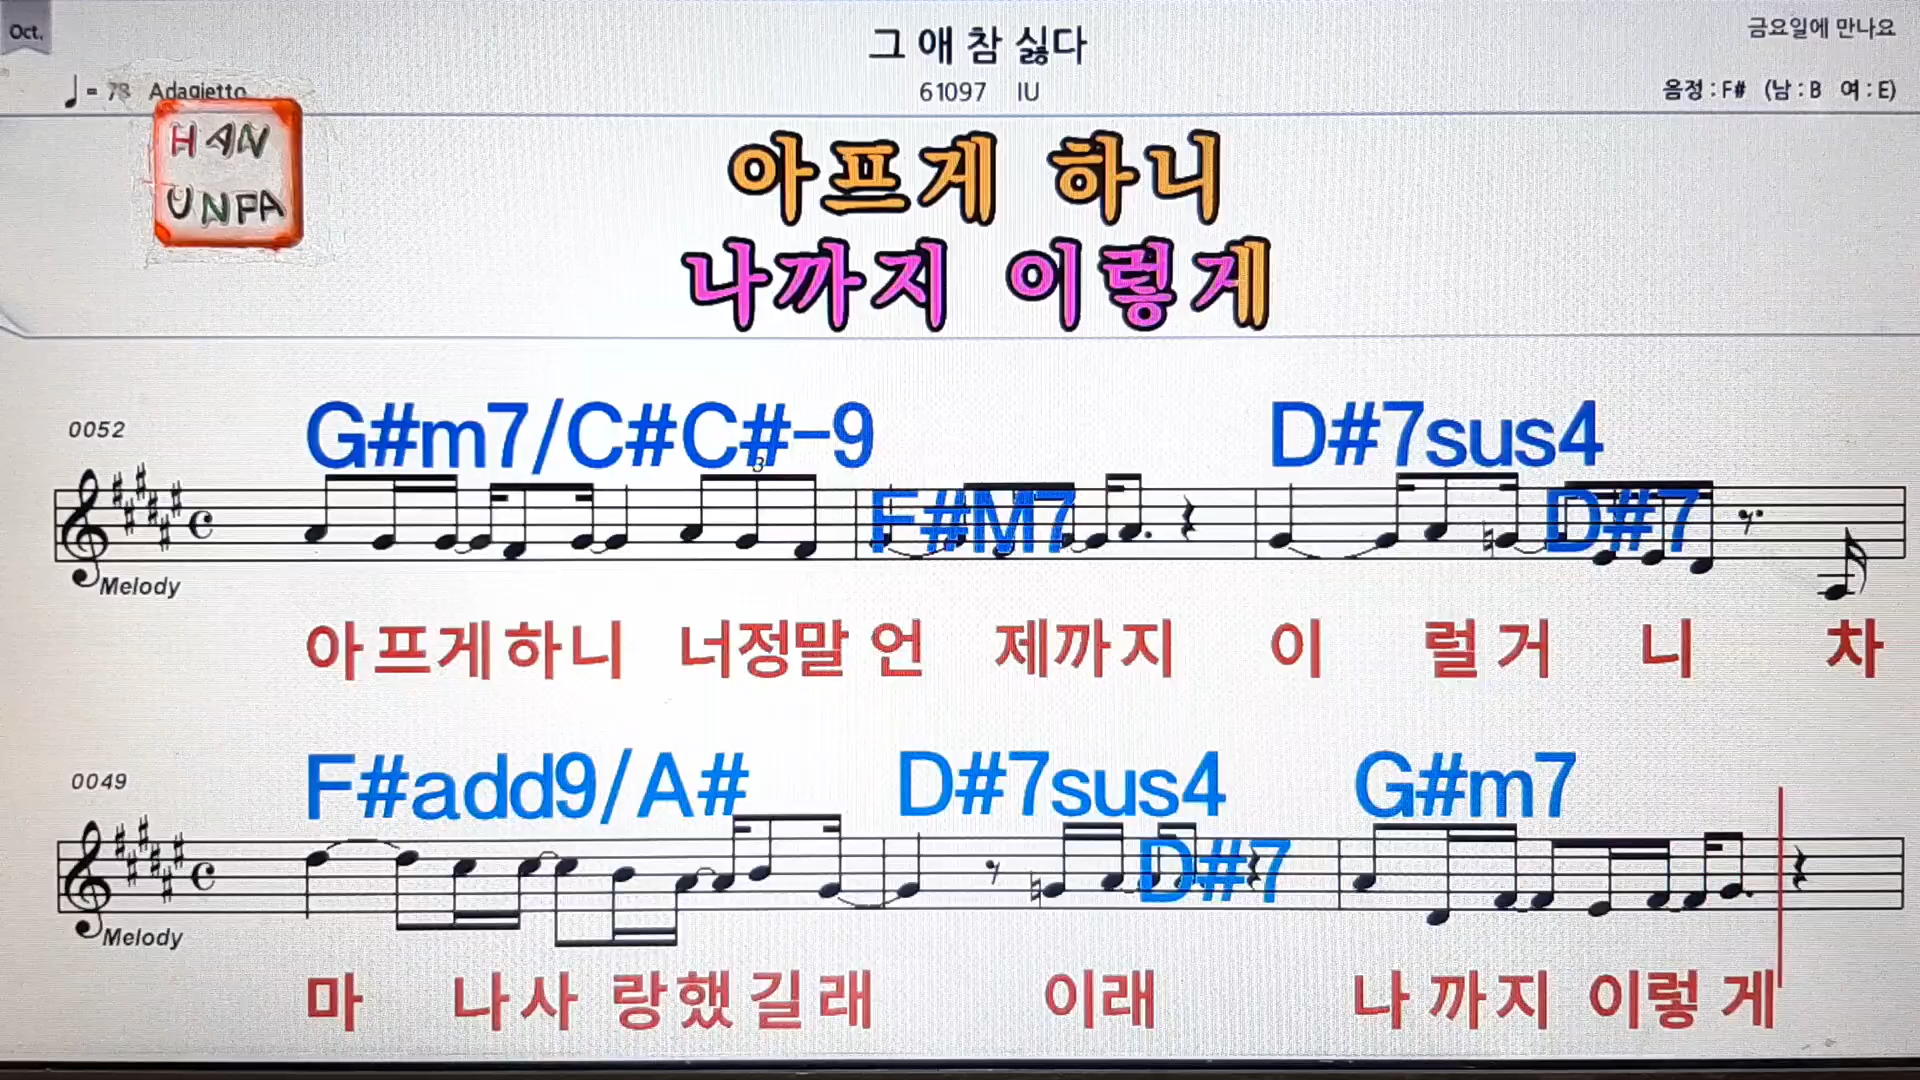 Oct.
그 애 참 싫다
금요일에 만나요
= 78 Adagietto
61097 IU
음정 : F# (남 : B 여 : E)
HAN
UNFA
아프게 하니
나까지 이렇게
0052
G#m7/C# C#-9 F#M7 D#7sus4 D#7
3
Melody
아프게하니 너정말 언 제까지 이 럴거 니 차
0049
F#add9/A# D#7sus4 D#7 G#m7
Melody
마 나사 랑했길래 이래 나까지 이렇게